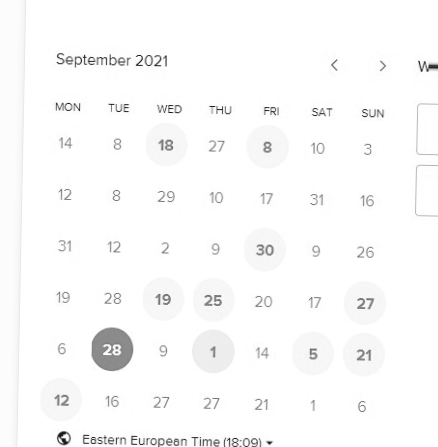 September 2021
MON TUE WED THU FRI SAT SUN
14 8 18 27 8 10 3
12 8 29 10 17 31 16
31 12 2 9 30 9 26
19 28 19 25 20 17 27
6 28 9 1 14 5 21
12 16 27 27 21 1 6
Eastern European Time (18:09)